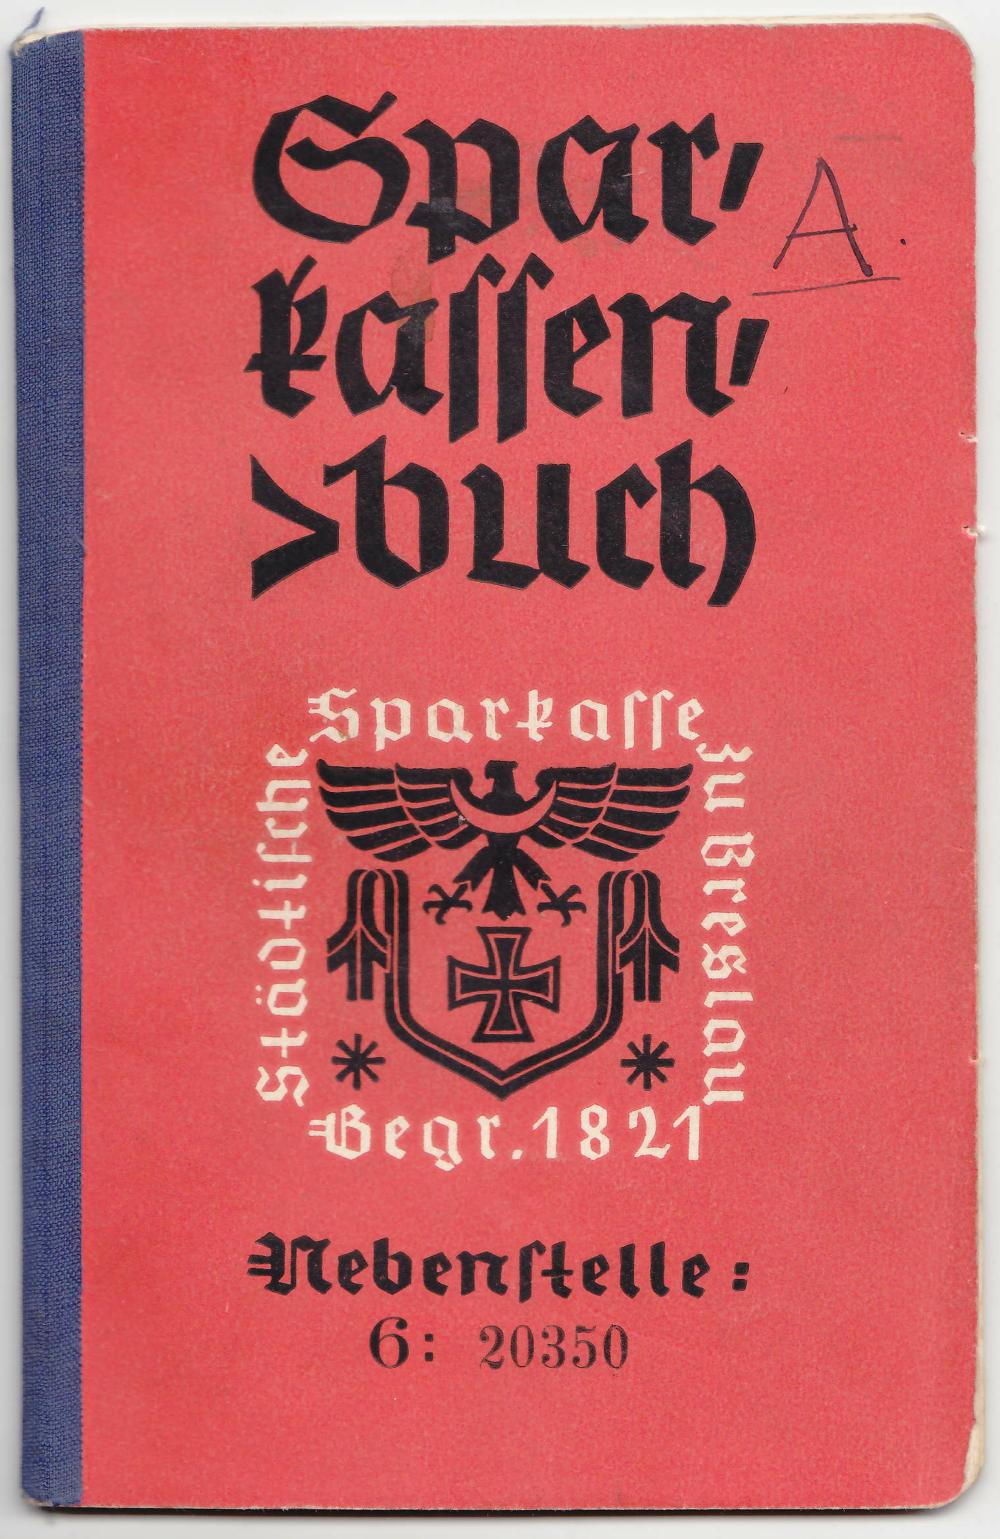 Spar-
kassen-
>buch
A.
Städtische
Sparkasse
zu Breslau
Begr. 1821
Nebenstelle:
6: 20350